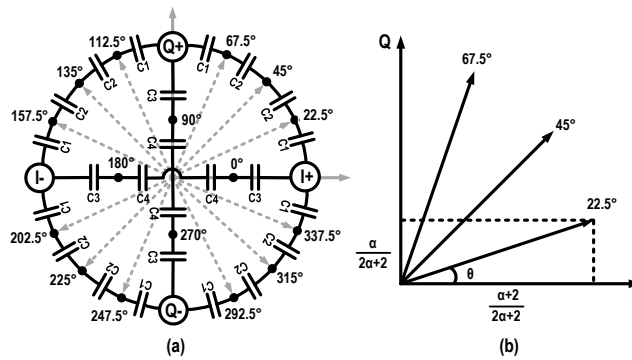 112.5°
Q+
67.5°
C1
C1
C2
C2
135°
45°
C2
C2
157.5°
C3
90°
22.5°
C1
C4
C1
I-
180°
0°
I+
C3
C4
C4
C3
C1
C4
C1
202.5°
270°
337.5°
C2
C3
C2
225°
315°
C2
C1
C1
C2
247.5°
Q-
292.5°
(a)
Q
67.5°
45°
22.5°
α
2α+2
θ
α+2
2α+2
(b)